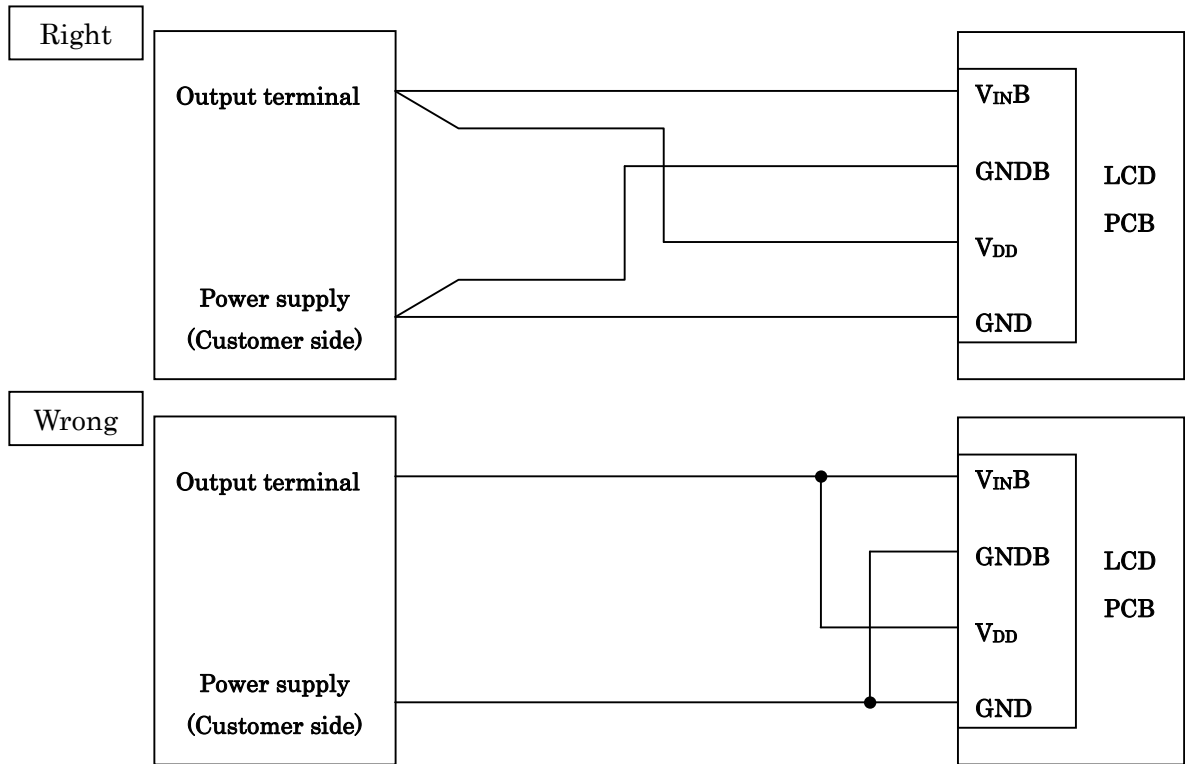 Right
Output terminal
Power supply
(Customer side)
VINB
GNDB
VDD
GND
LCD
PCB
Wrong
Output terminal
Power supply
(Customer side)
VINB
GNDB
VDD
GND
LCD
PCB